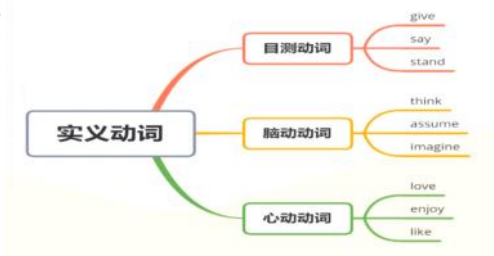 实义动词
目测动词
give
say
stand
脑动动词
think
assume
imagine
心动动词
love
enjoy
like